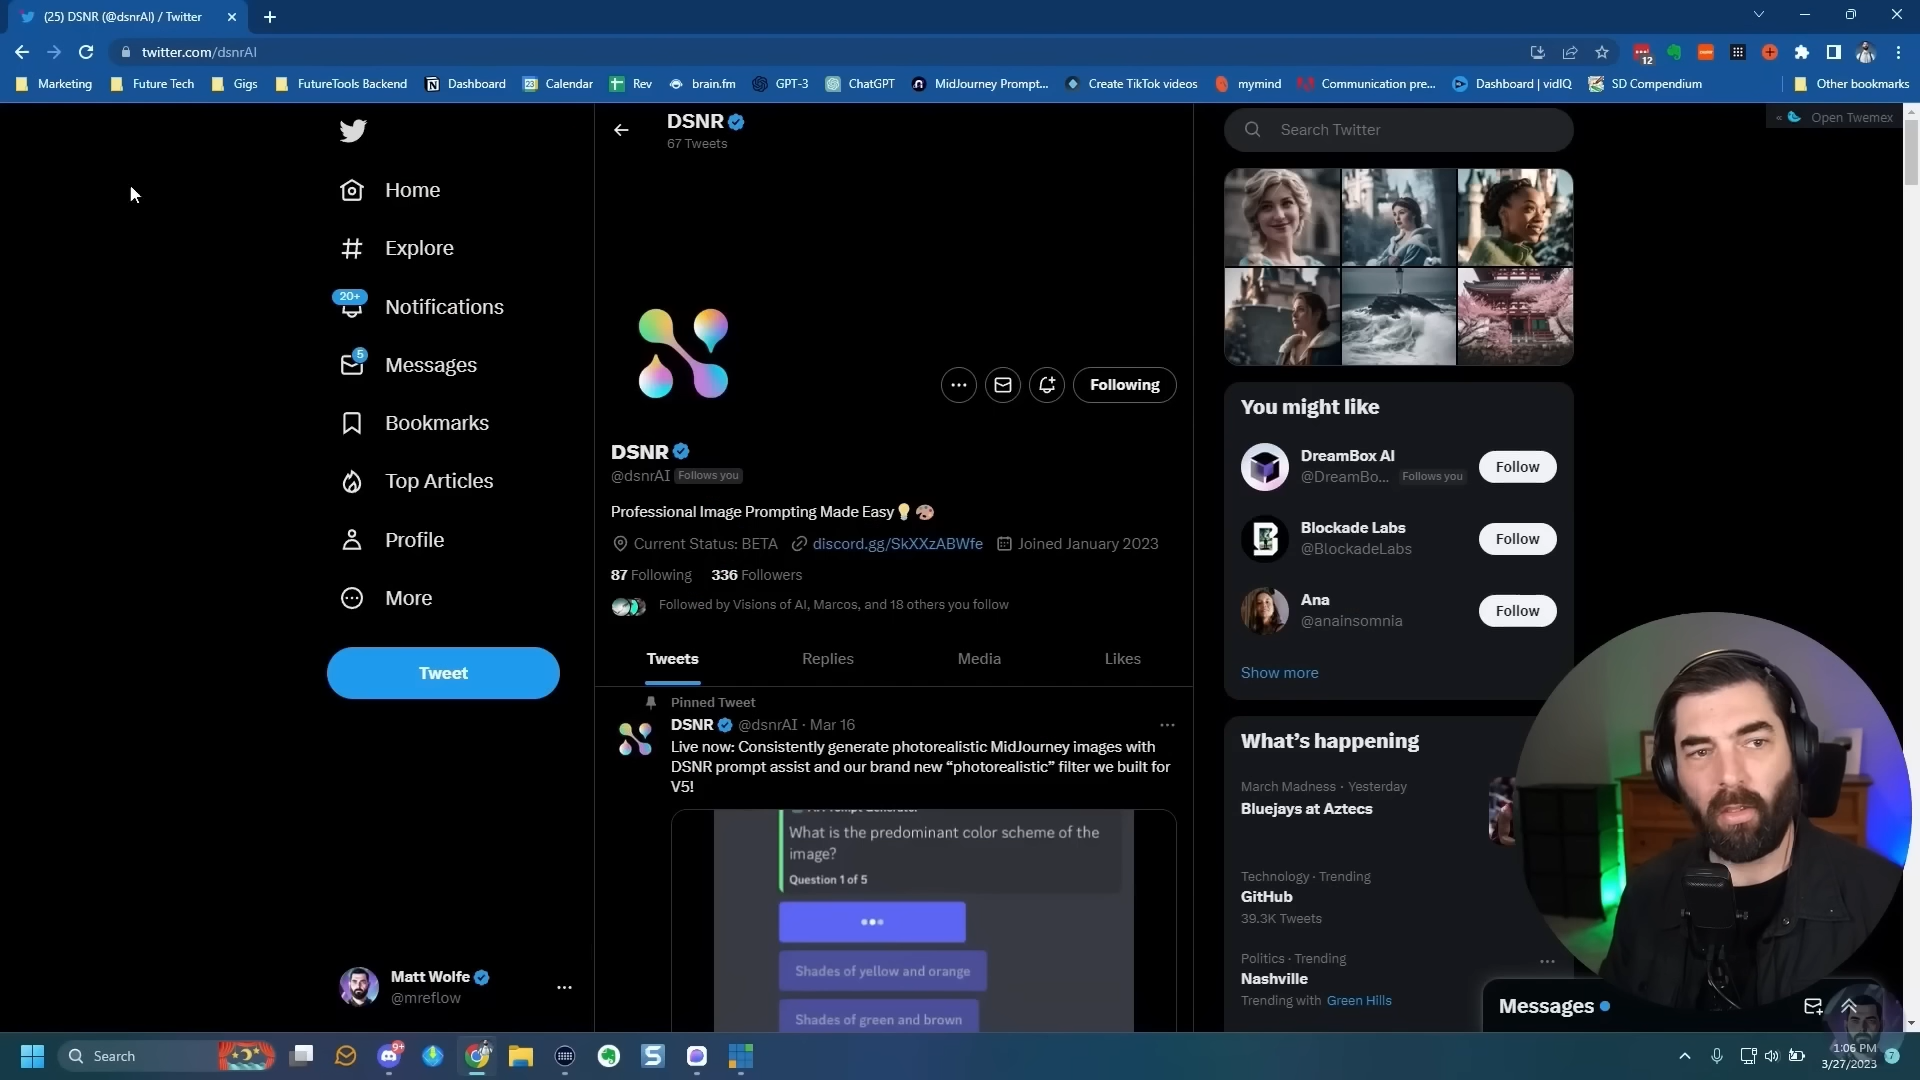 (25) DSNR (@dsnrAI) / Twitter
twitter.com/dsnrAI
12
Marketing
Future Tech
Gigs
FutureTools Backend
Dashboard
23
Calendar
Rev
brain.fm
GPT-3
ChatGPT
MidJourney Prompt...
Create TikTok videos
mymind
Communication pre...
Dashboard | vidIQ
SD Compendium
Other bookmarks
Home
Explore
20+
Notifications
5
Messages
Bookmarks
Top Articles
Profile
More
Tweet
Matt Wolfe
@mreflow
DSNR
67 Tweets
Following
DSNR
@dsnrAI Follows you
Professional Image Prompting Made Easy
Current Status: BETA discord.gg/SkXXzABWfe Joined January 2023
87 Following 336 Followers
Followed by Visions of AI, Marcos, and 18 others you follow
Tweets Replies Media Likes
Pinned Tweet
DSNR @dsnrAI · Mar 16
Live now: Consistently generate photorealistic MidJourney images with
DSNR prompt assist and our brand new “photorealistic” filter we built for
V5!
What is the predominant color scheme of the
image?
Question 1 of 5
Shades of yellow and orange
Shades of green and brown
Search Twitter
« Open Twemex
You might like
DreamBox AI
@DreamBo... Follows you
Follow
Blockade Labs
@BlockadeLabs
Follow
Ana
@anainsomnia
Follow
Show more
What’s happening
March Madness · Yesterday
Bluejays at Aztecs
Technology · Trending
GitHub
39.3K Tweets
Politics · Trending
Nashville
Trending with Green Hills
Messages
Search
9+
1:06 PM
3/27/2023
7